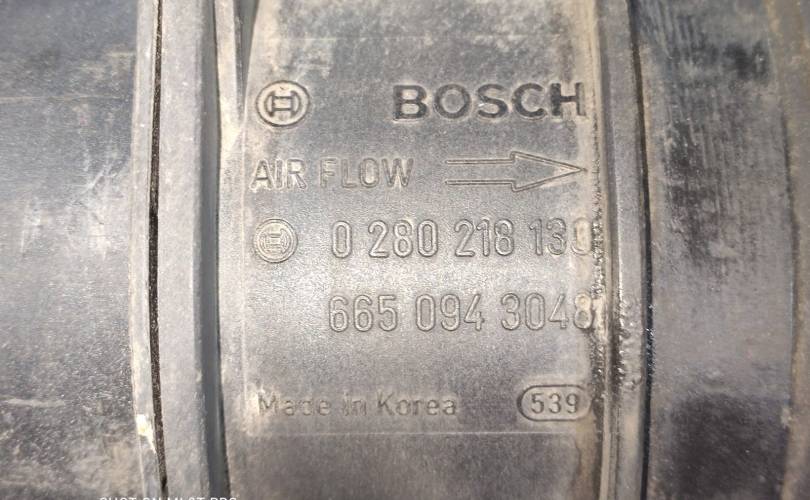 BOSCH
AIR FLOW
0 280 218 13
665 094 3048
Made in Korea 539